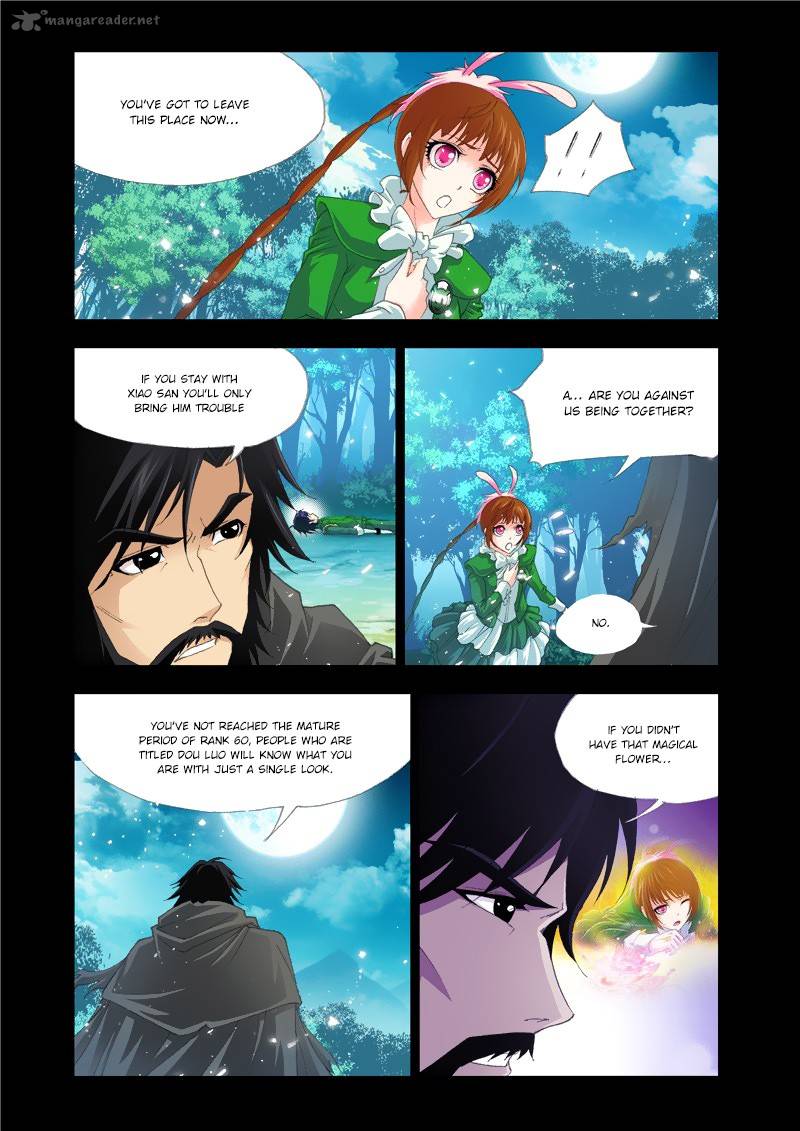 mangareader.net
YOU'VE GOT TO LEAVE
THIS PLACE NOW...
!!
IF YOU STAY WITH
XIAO SAN YOU'LL ONLY
BRING HIM TROUBLE
A... ARE YOU AGAINST
US BEING TOGETHER?
NO.
YOU'VE NOT REACHED THE MATURE
PERIOD OF RANK 60, PEOPLE WHO ARE
TITLED DOU LUO WILL KNOW WHAT YOU
ARE WITH JUST A SINGLE LOOK.
IF YOU DIDN'T
HAVE THAT MAGICAL
FLOWER...